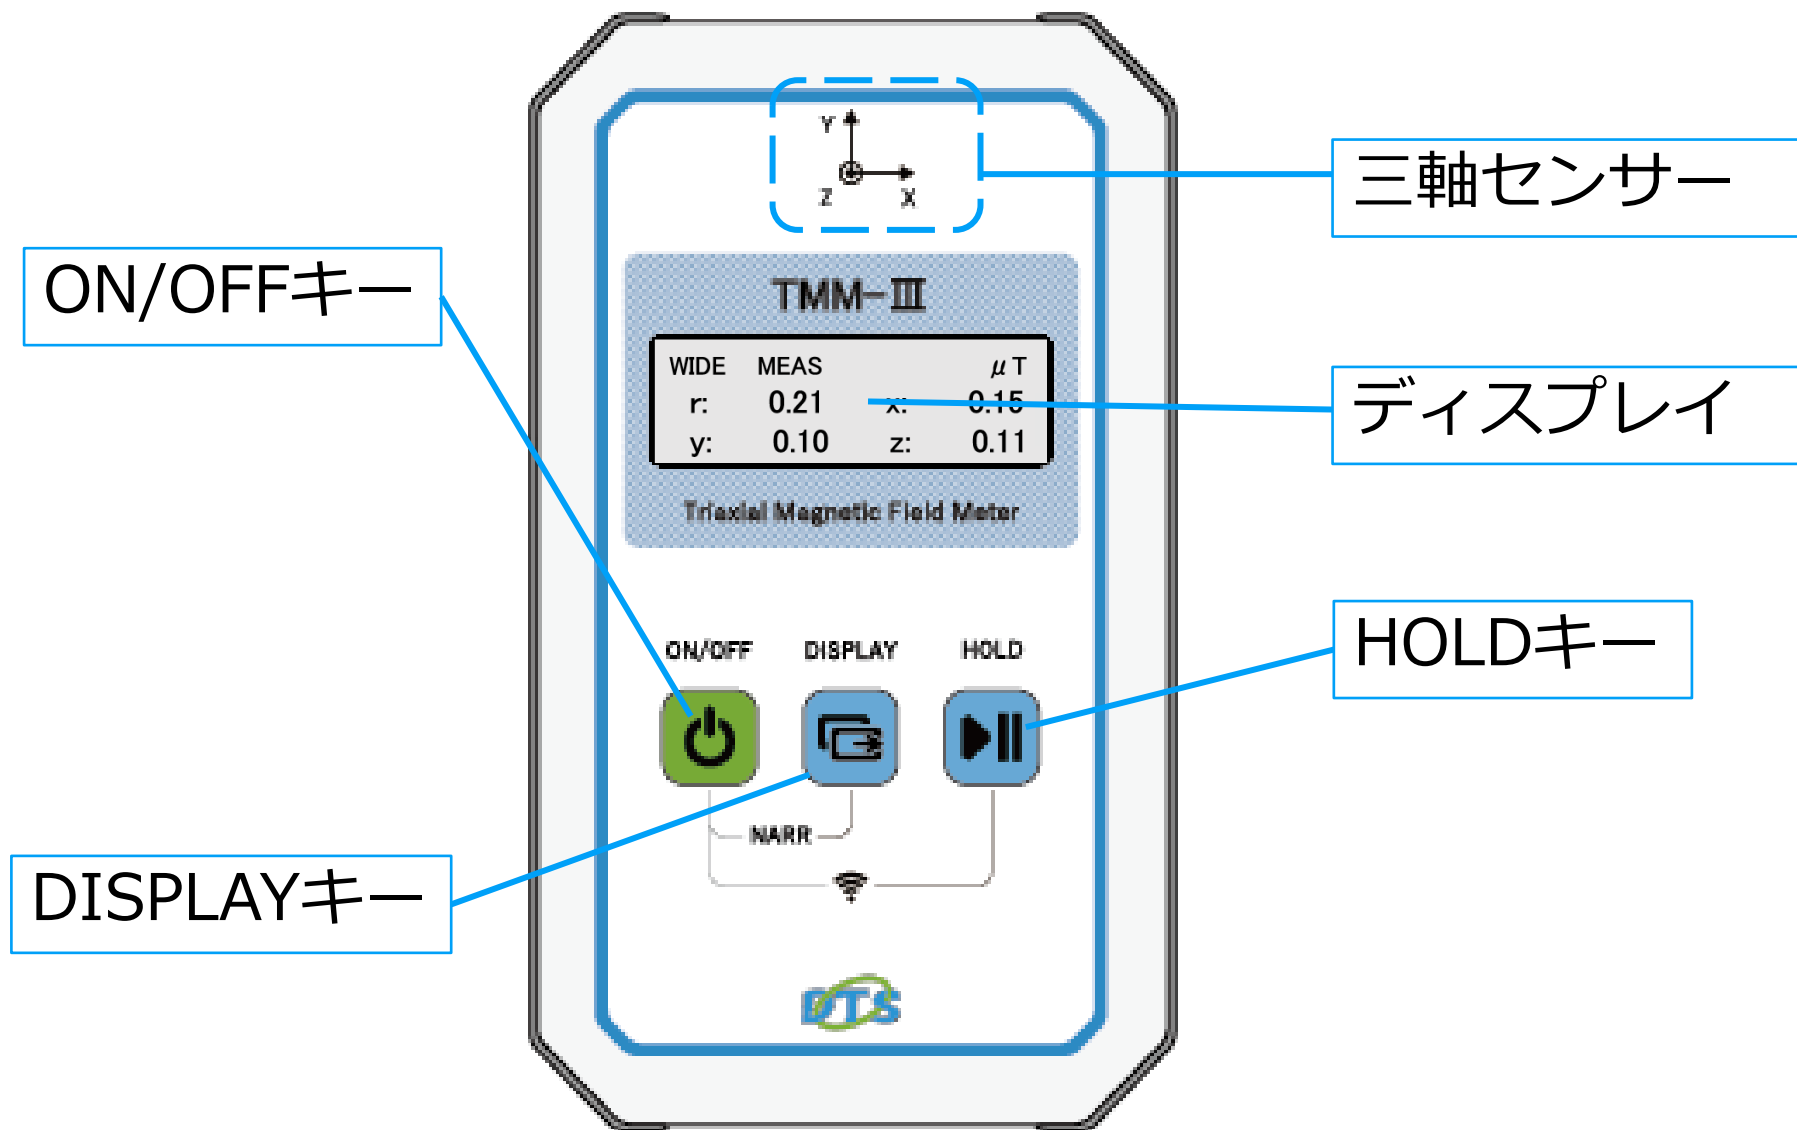 Y
Z X
三軸センサー
ON/OFFキー
TMM-Ⅲ
WIDE MEAS μT
r: 0.21 x: 0.15
y: 0.10 z: 0.11
ディスプレイ
Triaxial Magnetic Field Meter
HOLDキー
ON/OFF DISPLAY HOLD
NARR
DISPLAYキー
DTS